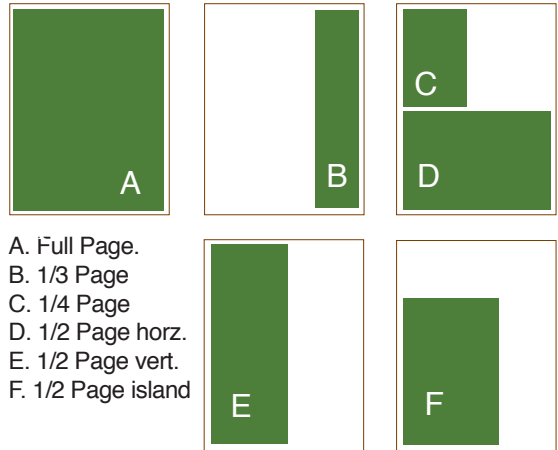 A
B
C
D
A. Full Page.
B. 1/3 Page
C. 1/4 Page
D. 1/2 Page horz.
E. 1/2 Page vert.
F. 1/2 Page island
E
F